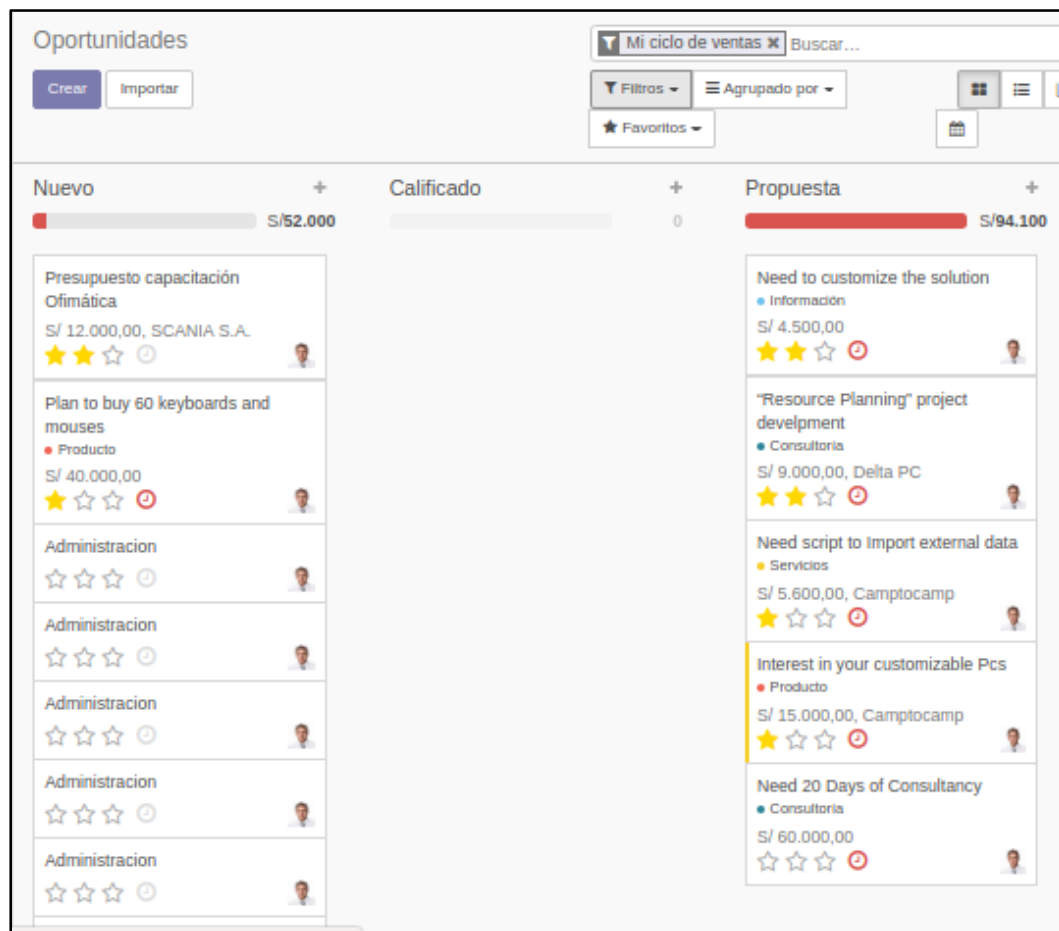 Oportunidades
Mi ciclo de ventas ✖ Buscar...
Crear
Importar
Filtros
Agrupado por
Favoritos
Nuevo +
S/52.000
Presupuesto capacitación
Ofimática
S/ 12.000,00, SCANIA S.A.
Plan to buy 60 keyboards and
mouses
Producto
S/ 40.000,00
Administracion
Administracion
Administracion
Administracion
Administracion
Calificado +
0
Propuesta +
S/94.100
Need to customize the solution
Información
S/ 4.500,00
"Resource Planning" project
develpment
Consultoria
S/ 9.000,00, Delta PC
Need script to Import external data
Servicios
S/ 5.600,00, Camptocamp
Interest in your customizable Pcs
Producto
S/ 15.000,00, Camptocamp
Need 20 Days of Consultancy
Consultoria
S/ 60.000,00